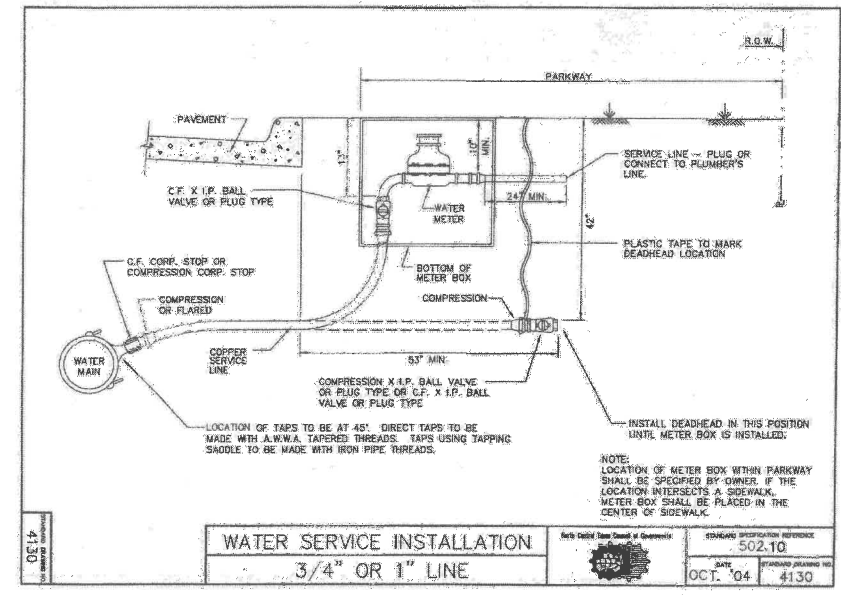 R.O.W.
PARKWAY
PAVEMENT
13"
10"
MIN.
SERVICE LINE - PLUG OR
CONNECT TO PLUMBER'S
LINE.
C.F. X I.P. BALL
VALVE OR PLUG TYPE
24" MIN.
WATER
METER
42"
PLASTIC TAPE TO MARK
DEADHEAD LOCATION
C.F. CORP. STOP OR
COMPRESSION CORP. STOP
BOTTOM OF
METER BOX
COMPRESSION
OR FLARED
COMPRESSION
WATER
MAIN
COPPER
SERVICE
LINE
53" MIN.
COMPRESSION X I.P. BALL VALVE
OR PLUG TYPE OR C.F. X I.P. BALL
VALVE OR PLUG TYPE
LOCATION OF TAPS TO BE AT 45°. DIRECT TAPS TO BE
MADE WITH A.W.W.A. TAPERED THREADS. TAPS USING TAPPING
SADDLE TO BE MADE WITH IRON PIPE THREADS.
INSTALL DEADHEAD IN THIS POSITION
UNTIL METER BOX IS INSTALLED.
NOTE:
LOCATION OF METER BOX WITHIN PARKWAY
SHALL BE SPECIFIED BY OWNER. IF THE
LOCATION INTERSECTS A SIDEWALK,
METER BOX SHALL BE PLACED IN THE
CENTER OF SIDEWALK.
STANDARD DRAWING NO.
4130
WATER SERVICE INSTALLATION
3/4" OR 1" LINE
North Central Texas Council of Governments
STANDARD SPECIFICATION REFERENCE
502.10
DATE
OCT. '04
STANDARD DRAWING NO.
4130